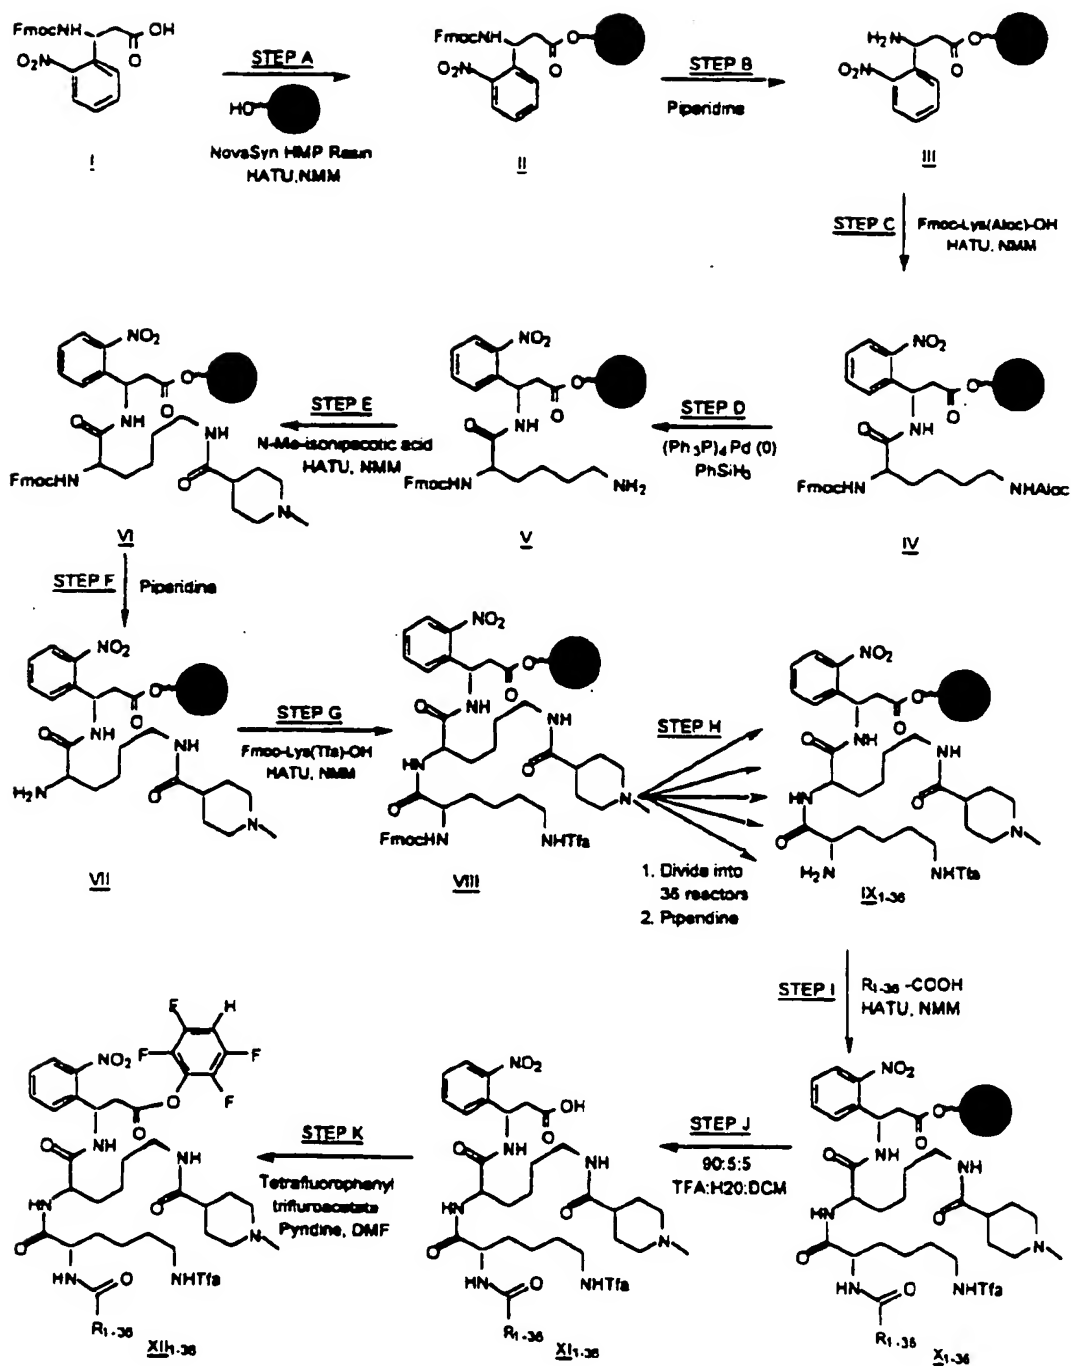 FmocNH
OH
O
O₂N
I
STEP A
HO
NovaSyn HMP Resin
HATU,NMM
FmocNH
O
O
O₂N
II
STEP B
Piperidine
H₂N
O
O
O₂N
III
STEP C
Fmoc-Lys(Aloc)-OH
HATU, NMM
NO₂
O
O
NH
O
FmocHN
NHAloc
IV
STEP D
(Ph₃P)₄Pd (0)
PhSiH₃
NO₂
O
O
NH
O
FmocHN
NH₂
V
STEP E
N-Me-isonipecotic acid
HATU, NMM
NO₂
O
O
NH
NH
O
FmocHN
O
N
VI
STEP F
Piperidine
NO₂
O
O
NH
NH
O
H₂N
O
N
VII
STEP G
Fmoc-Lys(Tfa)-OH
HATU, NMM
NO₂
O
O
NH
NH
O
HN
O
O
N
FmocHN
NHTfa
VIII
STEP H
1. Divide into
36 reactors
2. Piperidine
NO₂
O
O
NH
NH
O
HN
O
O
N
H₂N
NHTfa
IX₁₋₃₆
STEP I
R₁₋₃₆-COOH
HATU, NMM
NO₂
O
O
NH
NH
O
HN
O
O
N
HN
O
NHTfa
R₁₋₃₆
X₁₋₃₆
STEP J
90:5:5
TFA:H20:DCM
NO₂
OH
O
NH
NH
O
HN
O
O
N
HN
O
NHTfa
R₁₋₃₆
XI₁₋₃₆
STEP K
Tetrafluorophenyl
trifluroacetate
Pyridine, DMF
F
H
F
F
F
NO₂
O
O
NH
NH
O
HN
O
O
N
HN
O
NHTfa
R₁₋₃₆
XII₁₋₃₆